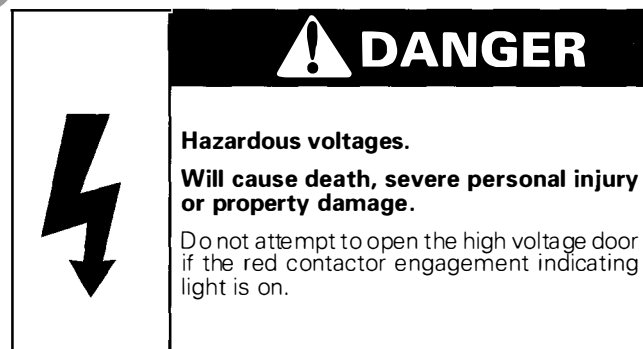 DANGER
Hazardous voltages.
Will cause death, severe personal injury
or property damage.
Do not attempt to open the high voltage door
if the red contactor engagement indicating
light is on.